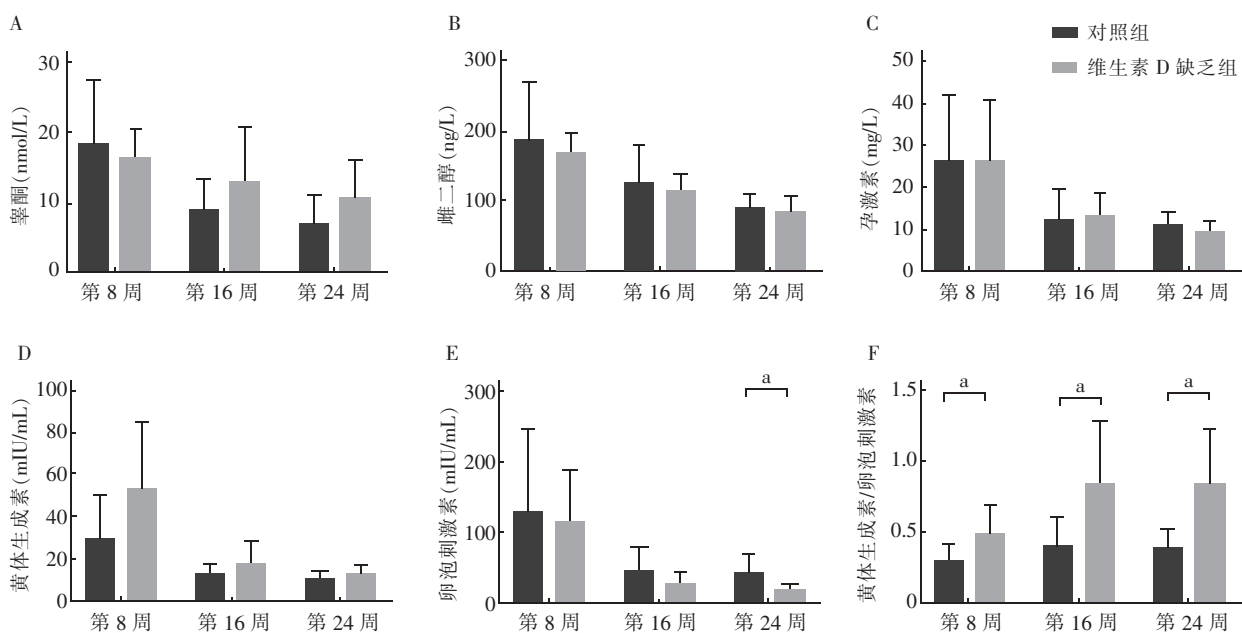 A
睾酮(nmol/L)
30
20
10
0
第 8 周 第 16 周 第 24 周
B
雌二醇(ng/L)
300
200
100
0
第 8 周 第 16 周 第 24 周
C
孕激素(mg/L)
50
40
30
20
10
0
第 8 周 第 16 周 第 24 周
对照组
维生素 D 缺乏组
D
黄体生成素(mIU/mL)
100
80
60
40
20
0
第 8 周 第 16 周 第 24 周
E
卵泡刺激素(mIU/mL)
300
200
100
0
a
第 8 周 第 16 周 第 24 周
F
黄体生成素/卵泡刺激素
1.5
1.0
0.5
0
a a a
第 8 周 第 16 周 第 24 周